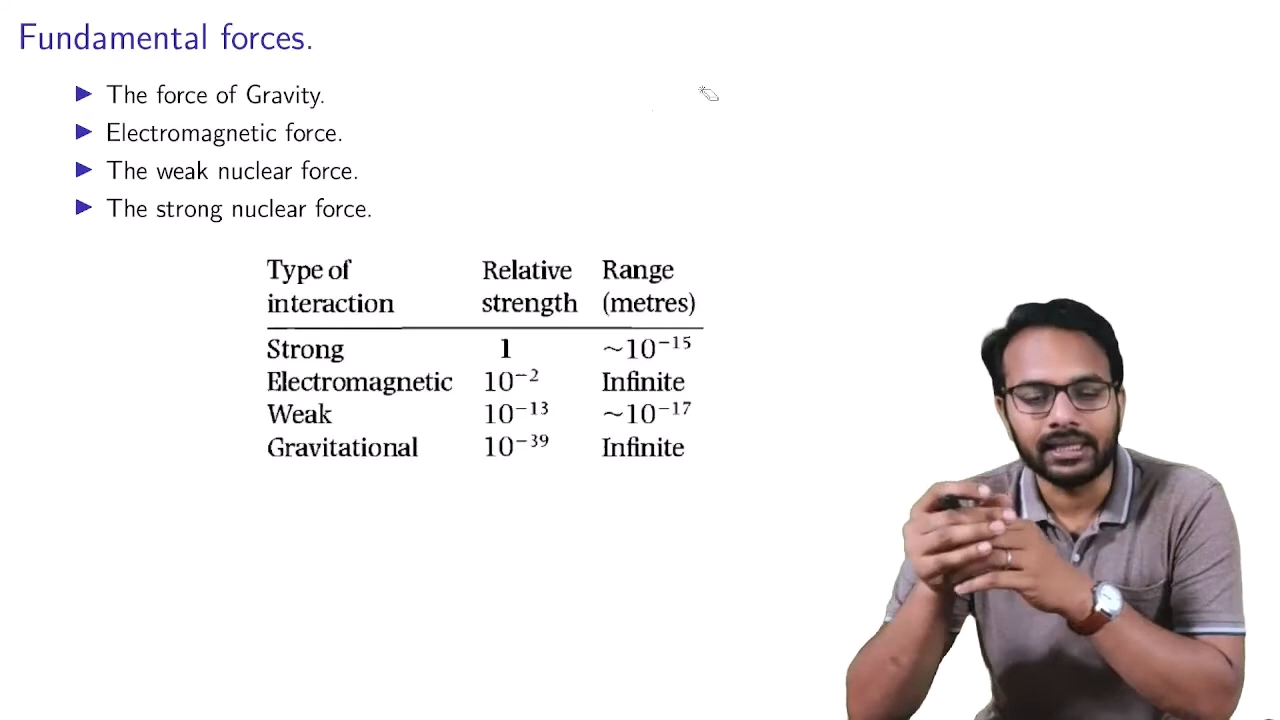 Fundamental forces.
▶ The force of Gravity.
▶ Electromagnetic force.
▶ The weak nuclear force.
▶ The strong nuclear force.
Type of interaction Relative strength Range (metres)
Strong 1 ~10⁻¹⁵
Electromagnetic 10⁻² Infinite
Weak 10⁻¹³ ~10⁻¹⁷
Gravitational 10⁻³⁹ Infinite